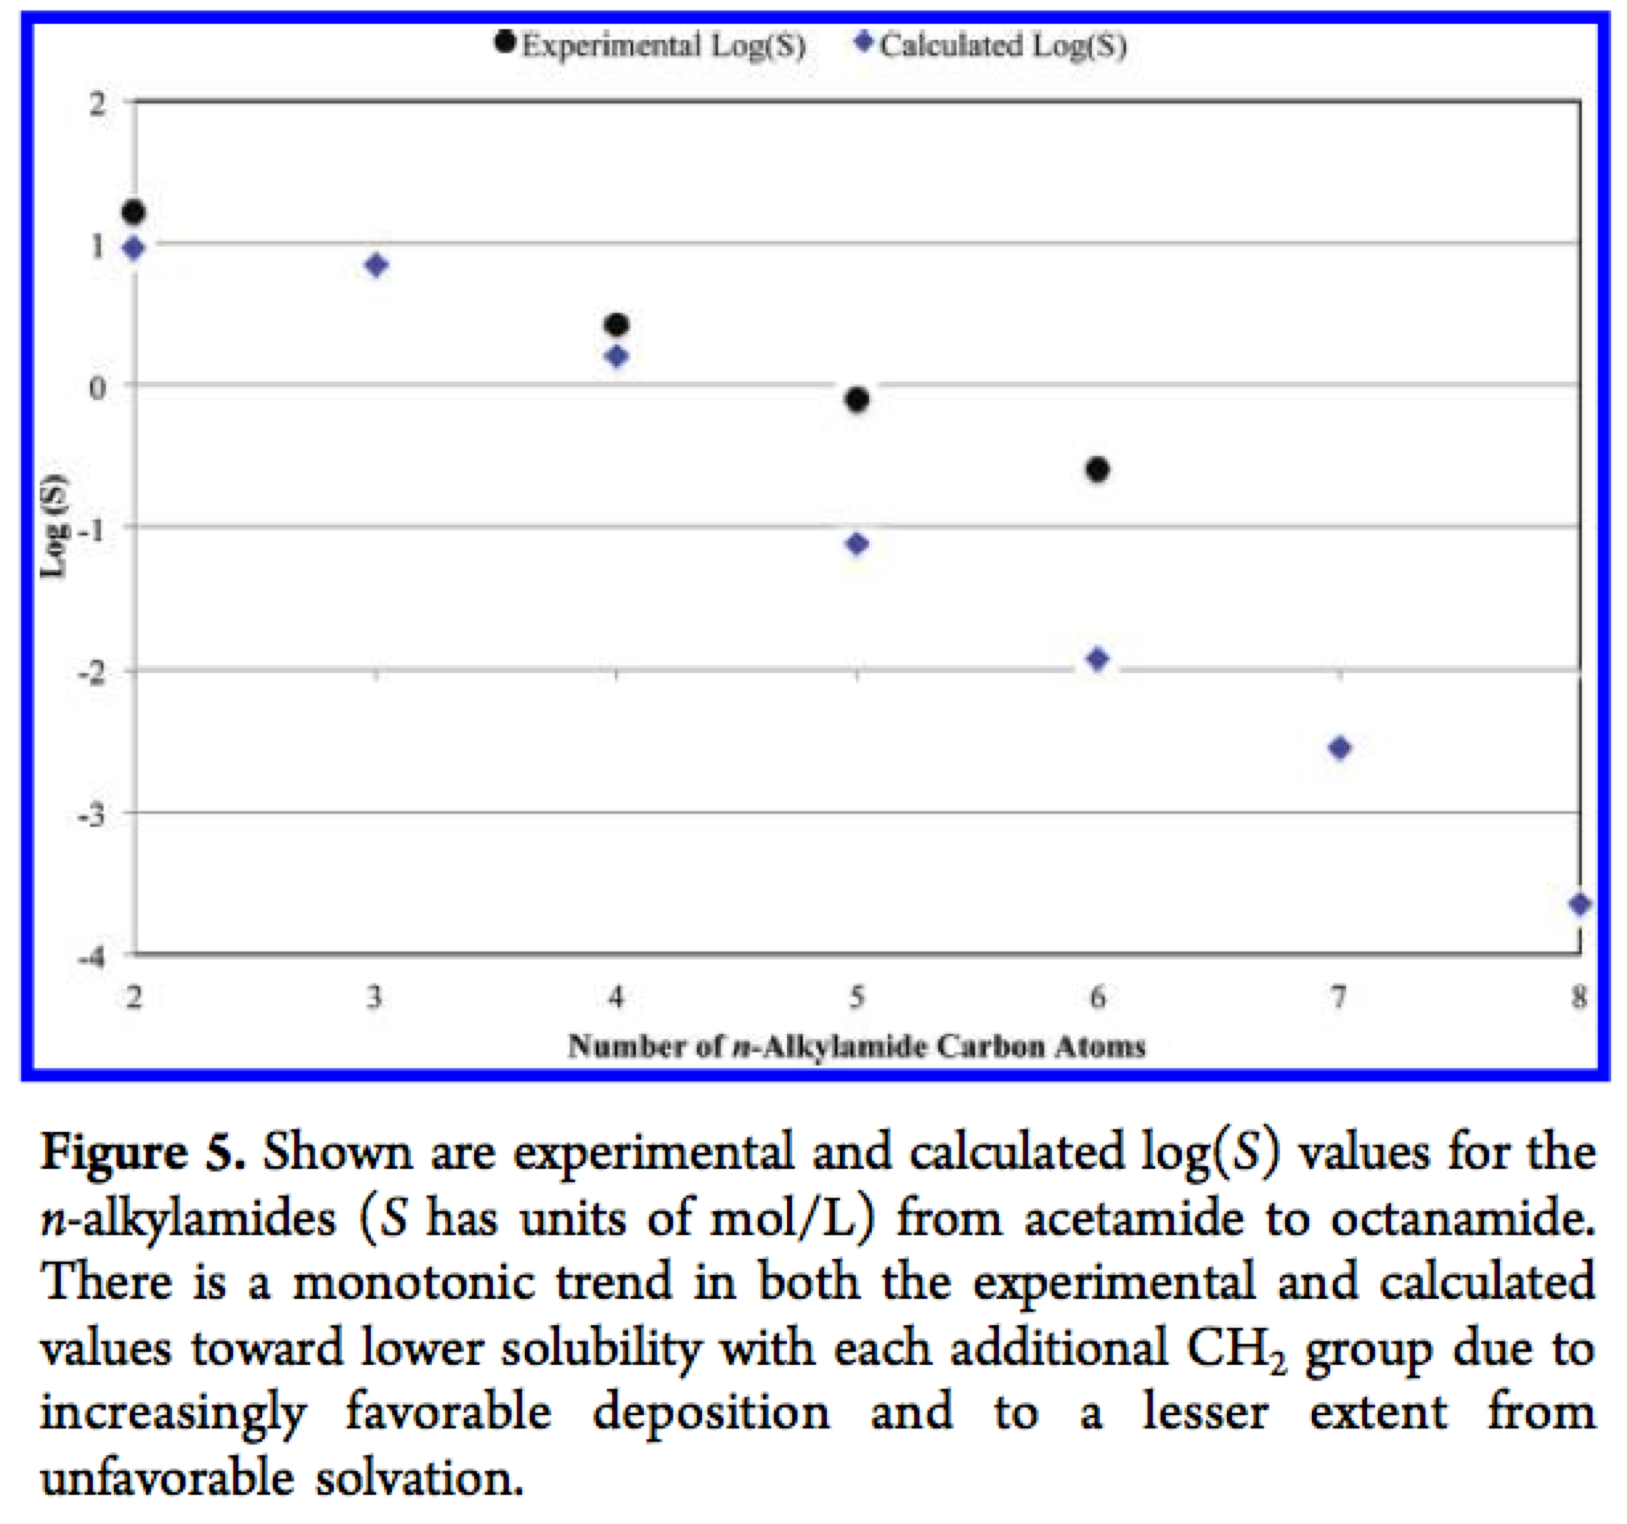 Experimental Log(S) Calculated Log(S)
2
1
0
-1
-2
-3
-4
Log (S)
2 3 4 5 6 7 8
Number of n-Alkylamide Carbon Atoms
Figure 5. Shown are experimental and calculated log(S) values for the
n-alkylamides (S has units of mol/L) from acetamide to octanamide.
There is a monotonic trend in both the experimental and calculated
values toward lower solubility with each additional CH₂ group due to
increasingly favorable deposition and to a lesser extent from
unfavorable solvation.